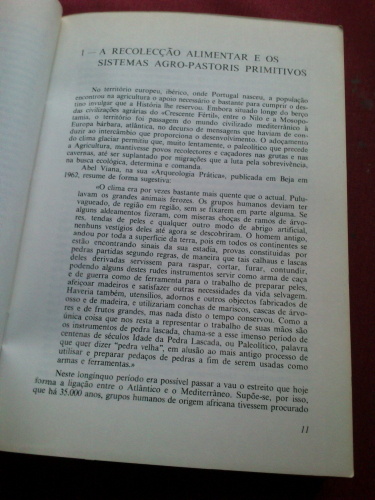 1 — A RECOLECÇÃO ALIMENTAR E OS
SISTEMAS AGRO-PASTORIS PRIMITIVOS
No território europeu, ibérico, onde Portugal nasceu, a população
encontrou na agricultura o apoio necessário e bastante para cumprir o des-
tino invulgar que a História lhe reservou. Embora situado longe do berço
das civilizações agrárias do «Crescente Fértil», entre o Nilo e a Mesopo-
tâmia, o território foi passagem do mundo civilizado mediterrânico à
Europa bárbara, atlântica, no decurso de mensagens que haviam de con-
duzir ao intercâmbio que proporcionou o desenvolvimento. O adoçamento
do clima glaciar permitiu que, muito lentamente, o paleolítico que precede
a Agricultura, mantivesse povos recolectores e caçadores nas grutas e nas
cavernas, até ser suplantado por migrações que a luta pela sobrevivência,
na busca ecológica, determina e comanda.
Abel Viana, na sua «Arqueologia Prática», publicada em Beja em
1962, resume de forma sugestiva:
«O clima era por vezes bastante mais quente que o actual. Pulu-
lavam os grandes animais ferozes. Os grupos humanos deviam ter
vagueado, de região em região, sem se fixarem em parte alguma. Se
alguns aldeamentos fizeram, com míseras choças de ramos de árvo-
res, tendas de peles ou qualquer outro modo de abrigo artificial,
nenhuns vestígios deles até agora se descobriram. O homem antigo,
andou por toda a superfície da terra, pois em todos os continentes se
estão encontrando sinais da sua estadia, provas constituídas por
pedras partidas segundo regras, de maneira que tais calhaus e lascas
deles derivadas servissem para raspar, cortar, furar, contundir,
podendo alguns destes rudes instrumentos servir como arma de caça
e de guerra como de ferramenta para o trabalho de preparar peles,
afeiçoar madeiros e satisfazer outras necessidades da vida selvagem.
Haveria também, utensílios, adornos e outros objectos fabricados de
osso e de madeira, e utilizariam conchas de mariscos, cascas de árvo-
res e de frutos grandes, mas nada disto o tempo conservou. Como a
única coisa que nos resta a representar o trabalho de suas mãos são
os instrumentos de pedra lascada, chama-se a esse imenso período de
centenas de séculos Idade da Pedra Lascada, ou Paleolítico, palavra
que quer dizer "pedra velha", em alusão ao mais antigo processo de
utilisar e preparar pedaços de pedras a fim de serem usadas como
armas e ferramentas.»
Neste longínquo período era possível passar a vau o estreito que hoje
forma a ligação entre o Atlântico e o Mediterrâneo. Supõe-se, por isso,
que há 35.000 anos, grupos humanos de origem africana tivessem procurado
11